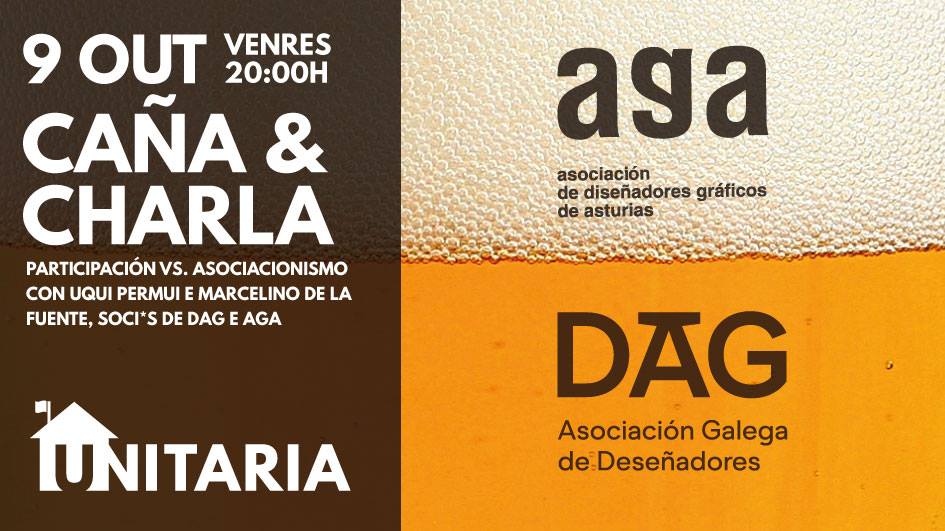 9 OUT VENRES
20:00H
CAÑA &
CHARLA
PARTICIPACIÓN VS. ASOCIACIONISMO
CON UQUI PERMUI E MARCELINO DE LA
FUENTE, SOCI*S DE DAG E AGA
UNITARIA
aga
asociación
de diseñadores gráficos
de asturias
DAG
Asociación Galega
de Deseñadores